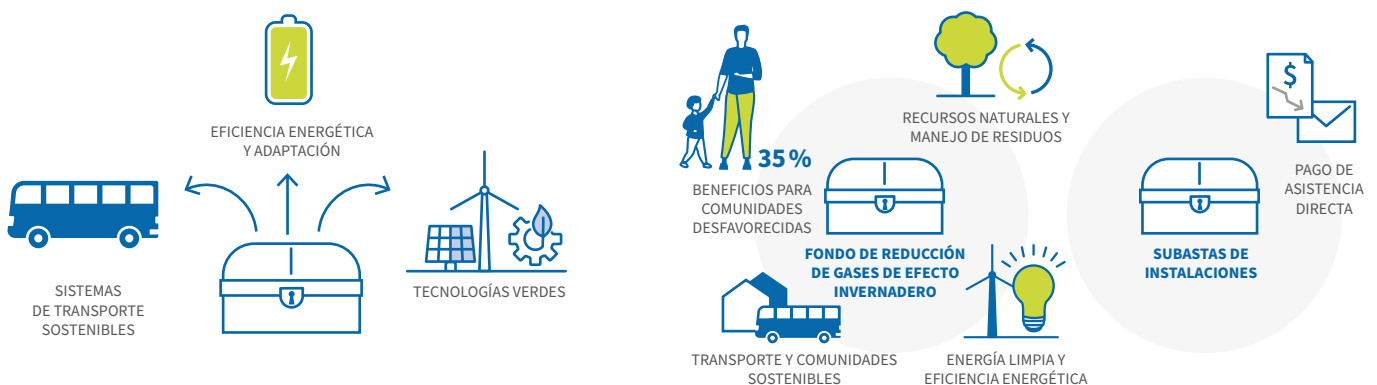 EFICIENCIA ENERGÉTICA
Y ADAPTACIÓN
SISTEMAS
DE TRANSPORTE
SOSTENIBLES
TECNOLOGÍAS VERDES
35%
BENEFICIOS PARA
COMUNIDADES
DESFAVORECIDAS
RECURSOS NATURALES Y
MANEJO DE RESIDUOS
FONDO DE REDUCCIÓN
DE GASES DE EFECTO
INVERNADERO
TRANSPORTE Y COMUNIDADES
SOSTENIBLES
ENERGÍA LIMPIA Y
EFICIENCIA ENERGÉTICA
$
PAGO DE
ASISTENCIA
DIRECTA
SUBASTAS DE
INSTALACIONES